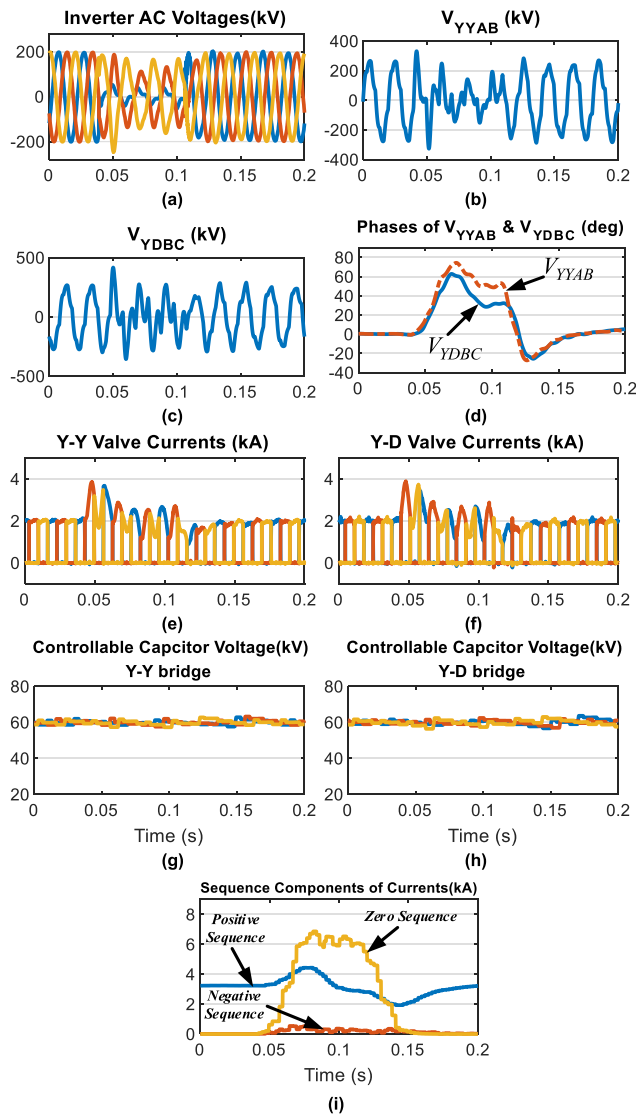 Inverter AC Voltages(kV)
200
0
-200
0 0.05 0.1 0.15 0.2
(a)
V_YYAB (kV)
400
200
0
-200
-400
0 0.05 0.1 0.15 0.2
(b)
V_YDBC (kV)
500
0
-500
0 0.05 0.1 0.15 0.2
(c)
Phases of V_YYAB & V_YDBC (deg)
80
60
40
20
0
-20
-40
V_YYAB
V_YDBC
0 0.05 0.1 0.15 0.2
(d)
Y-Y Valve Currents (kA)
4
2
0
0 0.05 0.1 0.15 0.2
(e)
Y-D Valve Currents (kA)
4
2
0
0 0.05 0.1 0.15 0.2
(f)
Controllable Capcitor Voltage(kV)
Y-Y bridge
80
60
40
20
0 0.05 0.1 0.15 0.2
Time (s)
(g)
Controllable Capcitor Voltage(kV)
Y-D bridge
80
60
40
20
0 0.05 0.1 0.15 0.2
Time (s)
(h)
Sequence Components of Currents(kA)
8
6
4
2
0
Positive
Sequence
Zero Sequence
Negative
Sequence
0 0.05 0.1 0.15 0.2
Time (s)
(i)